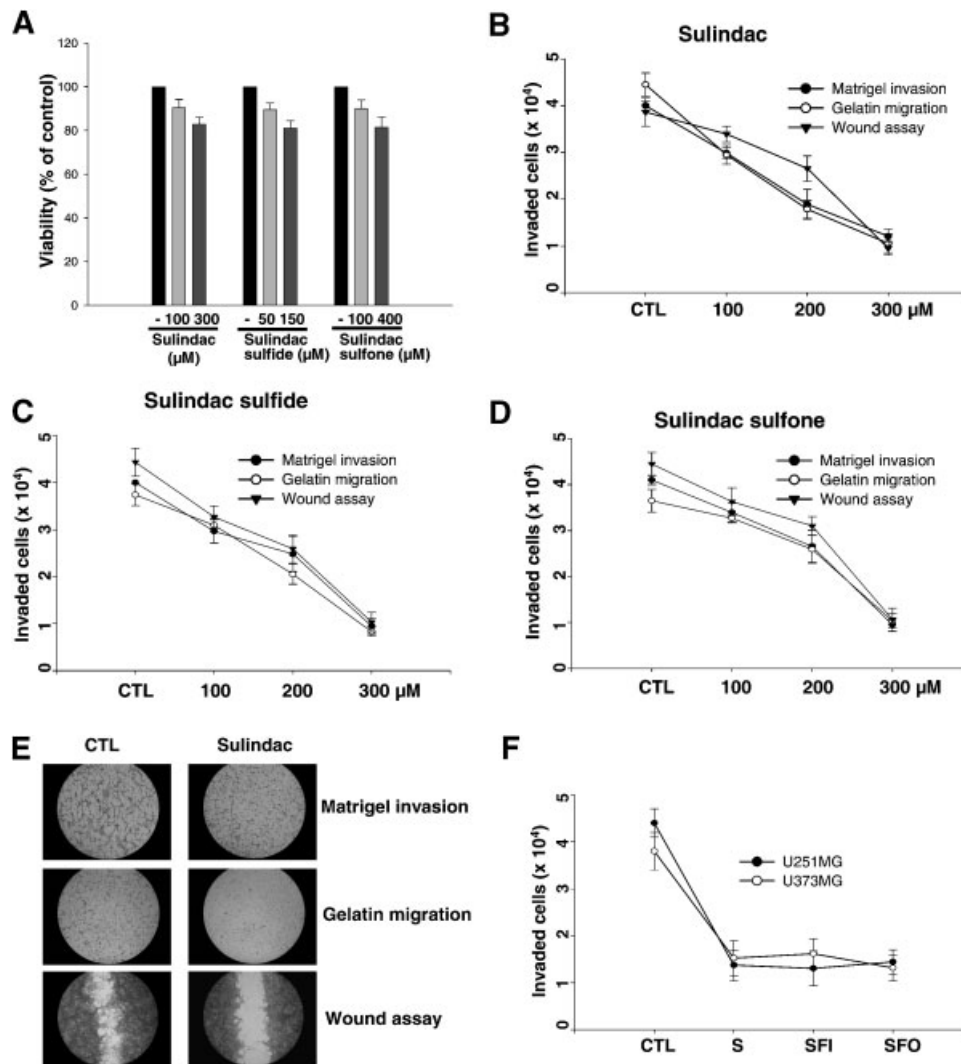 A
Viability (% of control)
120
100
80
60
40
20
0
- 100 300
- 50 150
- 100 400
Sulindac
(µM)
Sulindac
sulfide (µM)
Sulindac
sulfone (µM)
B
Sulindac
Invaded cells (x 10⁴)
5
4
3
2
1
0
Matrigel invasion
Gelatin migration
Wound assay
CTL 100 200 300 µM
C
Sulindac sulfide
Invaded cells (x 10⁴)
5
4
3
2
1
0
Matrigel invasion
Gelatin migration
Wound assay
CTL 100 200 300 µM
D
Sulindac sulfone
Invaded cells (x 10⁴)
5
4
3
2
1
0
Matrigel invasion
Gelatin migration
Wound assay
CTL 100 200 300 µM
E
CTL Sulindac
Matrigel invasion
Gelatin migration
Wound assay
F
Invaded cells (x 10⁴)
5
4
3
2
1
0
U251MG
U373MG
CTL S SFI SFO